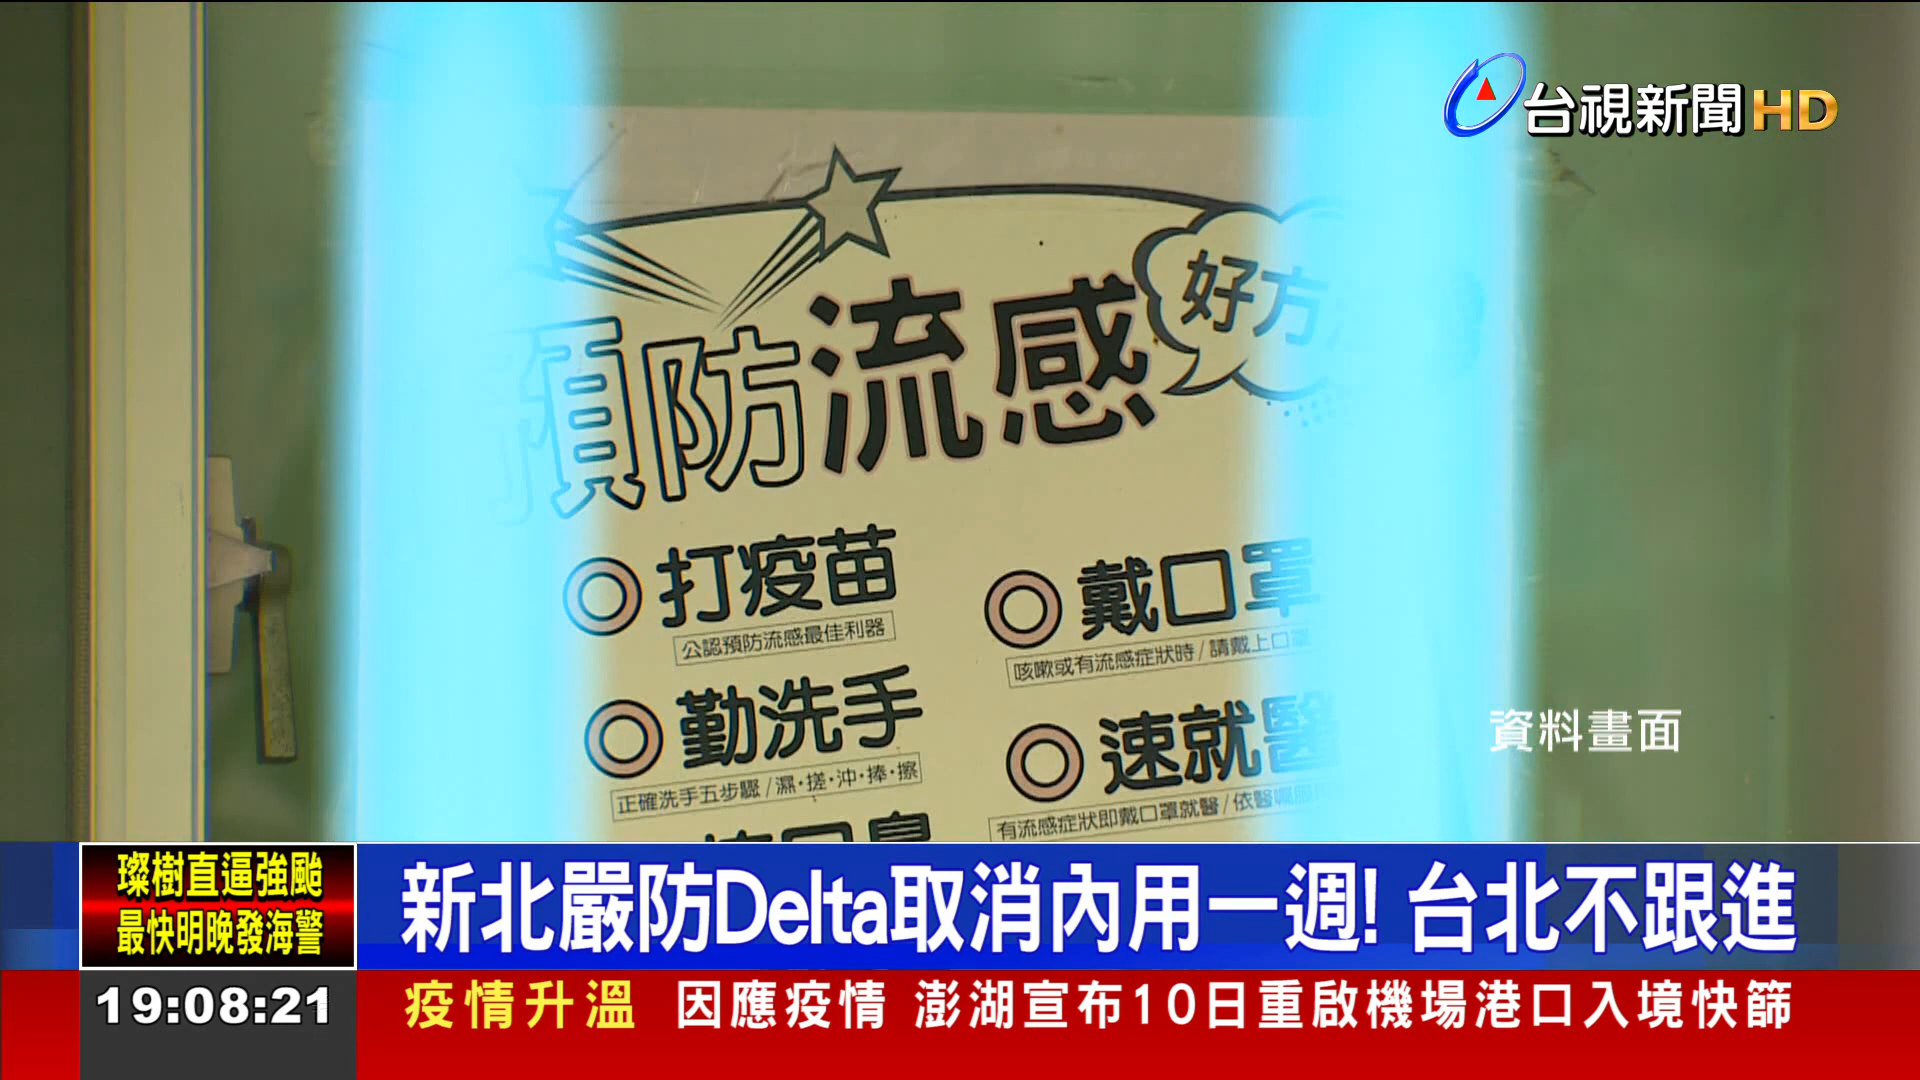 台視新聞HD
好方
預防流感
打疫苗
公認預防流感最佳利器
戴口罩
咳嗽或有流感症狀時/請戴上口罩
勤洗手
正確洗手五步驟/濕‧搓‧沖‧捧‧擦
速就醫
有流感症狀即戴口罩就醫/依醫囑服
資料畫面
璨樹直逼強颱
最快明晚發海警
新北嚴防Delta取消內用一週! 台北不跟進
19:08:21
疫情升溫 因應疫情 澎湖宣布10日重啟機場港口入境快篩